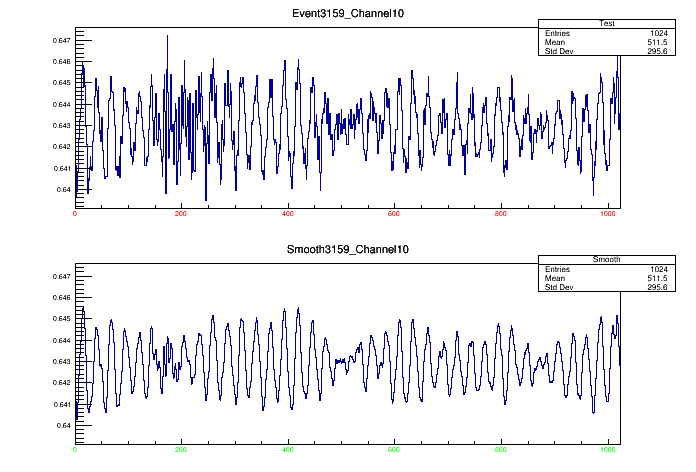 Event3159_Channel10
Test
Entries 1024
Mean 511.5
Std Dev 295.6
0.647
0.646
0.645
0.644
0.643
0.642
0.641
0.64
0 200 400 600 800 1000
Smooth3159_Channel10
Smooth
Entries 1024
Mean 511.5
Std Dev 295.6
0.647
0.646
0.645
0.644
0.643
0.642
0.641
0.64
0 200 400 600 800 1000